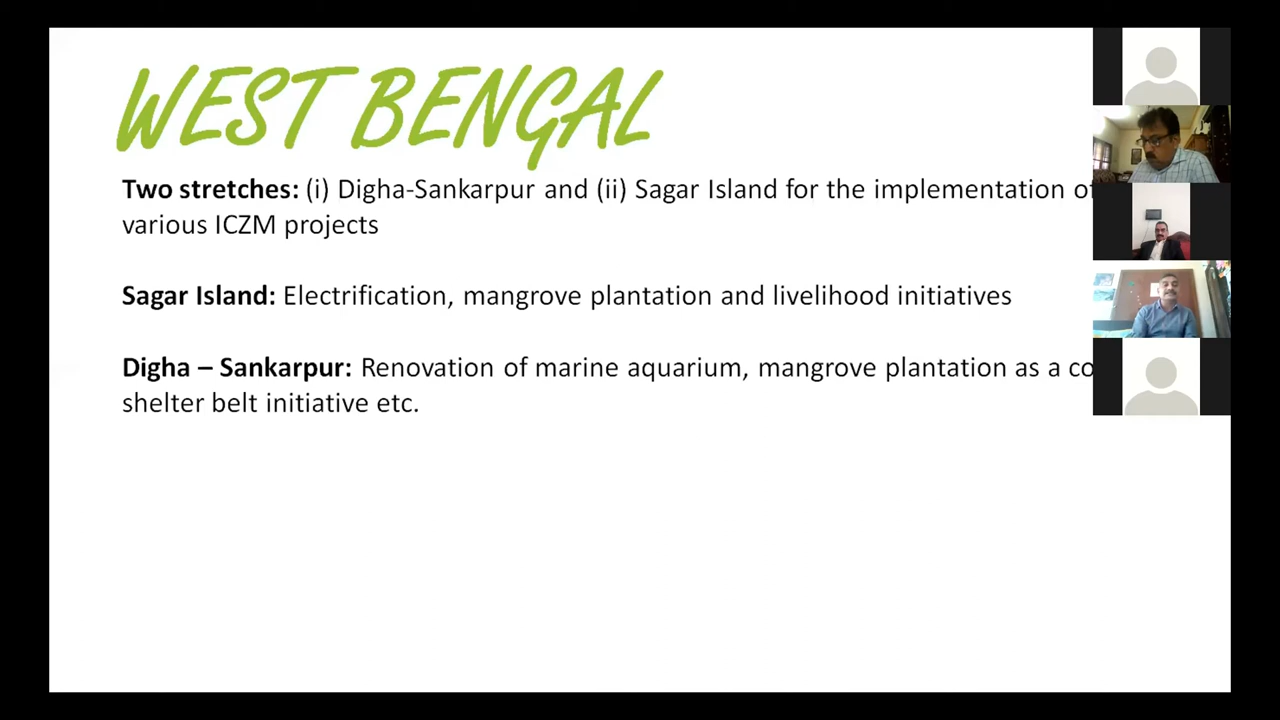 WEST BENGAL
Two stretches: (i) Digha-Sankarpur and (ii) Sagar Island for the implementation of
various ICZM projects
Sagar Island: Electrification, mangrove plantation and livelihood initiatives
Digha – Sankarpur: Renovation of marine aquarium, mangrove plantation as a
shelter belt initiative etc.